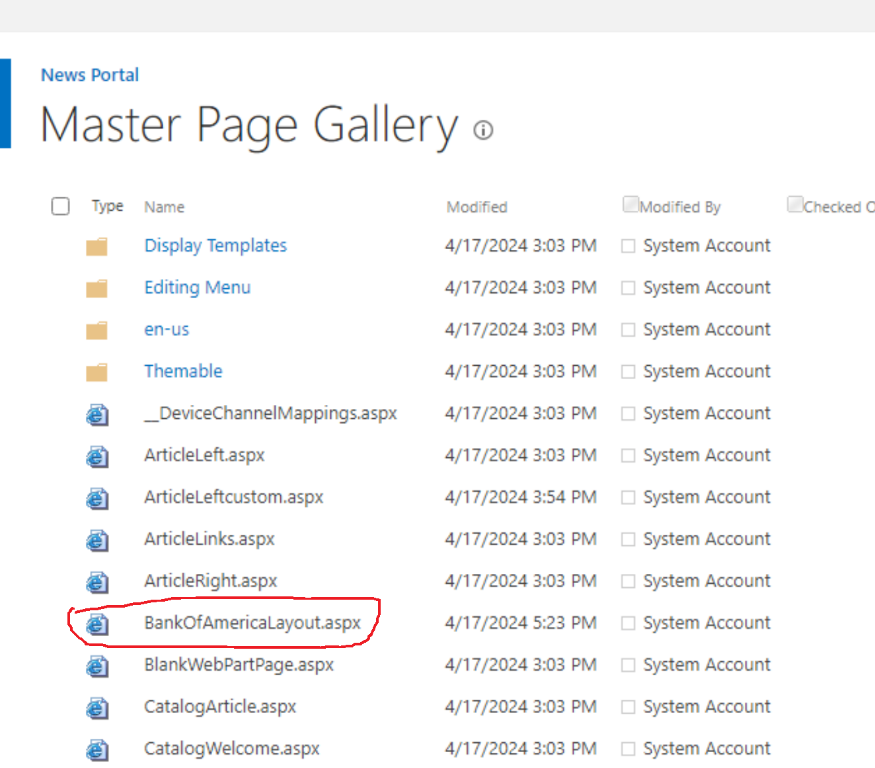 News Portal
Master Page Gallery
Type Name Modified Modified By Checked O
Display Templates 4/17/2024 3:03 PM System Account
Editing Menu 4/17/2024 3:03 PM System Account
en-us 4/17/2024 3:03 PM System Account
Themable 4/17/2024 3:03 PM System Account
__DeviceChannelMappings.aspx 4/17/2024 3:03 PM System Account
ArticleLeft.aspx 4/17/2024 3:03 PM System Account
ArticleLeftcustom.aspx 4/17/2024 3:54 PM System Account
ArticleLinks.aspx 4/17/2024 3:03 PM System Account
ArticleRight.aspx 4/17/2024 3:03 PM System Account
BankOfAmericaLayout.aspx 4/17/2024 5:23 PM System Account
BlankWebPartPage.aspx 4/17/2024 3:03 PM System Account
CatalogArticle.aspx 4/17/2024 3:03 PM System Account
CatalogWelcome.aspx 4/17/2024 3:03 PM System Account